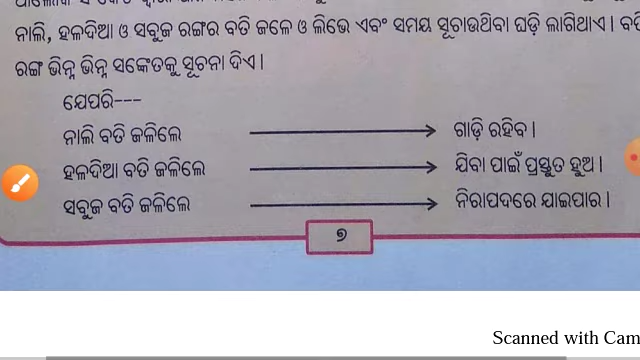 ନାଲି, ହଳଦିଆ ଓ ସବୁଜ ରଙ୍ଗର ବତି ଜଳେ ଓ ଲିଭେ ଏବଂ ସମୟ ସୂଚାଉଥିବା ଘଡ଼ି ଲାଗିଥାଏ ।
ରଙ୍ଗ ଭିନ୍ନ ଭିନ୍ନ ସଙ୍କେତକୁ ସୂଚନା ଦିଏ ।
ଯେପରି---
ନାଲି ବତି ଜଳିଲେ ଗାଡ଼ି ରହିବ ।
ହଳଦିଆ ବତି ଜଳିଲେ ଯିବା ପାଇଁ ପ୍ରସ୍ତୁତ ହୁଅ ।
ସବୁଜ ବତି ଜଳିଲେ ନିରାପଦରେ ଯାଇପାର ।
୭
Scanned with Cam